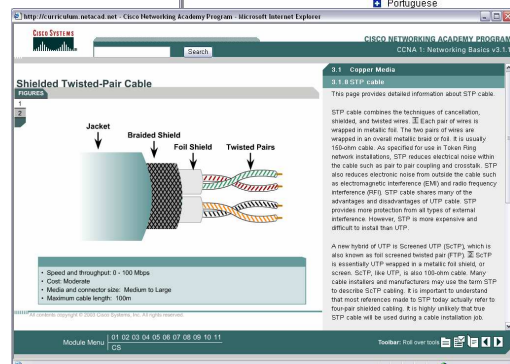 Portuguese
http://curriculum.netacad.net - Cisco Networking Academy Program - Microsoft Internet Explorer
CISCO SYSTEMS
Search
CISCO NETWORKING ACADEMY PROGRAM
CCNA 1: Networking Basics v3.1.1
Shielded Twisted-Pair Cable
FIGURES
1
2
Jacket
Braided Shield
Foil Shield
Twisted Pairs
• Speed and throughput: 0 - 100 Mbps
• Cost: Moderate
• Media and connector size: Medium to Large
• Maximum cable length: 100m
All contents copyright © 2003 Cisco Systems, Inc. All rights reserved.
3.1 Copper Media
3.1.8 STP cable
This page provides detailed information about STP cable.
STP cable combines the techniques of cancellation,
shielded, and twisted wires. 1 Each pair of wires is
wrapped in metallic foil. The two pairs of wires are
wrapped in an overall metallic braid or foil. It is usually
150-ohm cable. As specified for use in Token Ring
network installations, STP reduces electrical noise within
the cable such as pair to pair coupling and crosstalk. STP
also reduces electronic noise from outside the cable such
as electromagnetic interference (EMI) and radio frequency
interference (RFI). STP cable shares many of the
advantages and disadvantages of UTP cable. STP
provides more protection from all types of external
interference. However, STP is more expensive and
difficult to install than UTP.
A new hybrid of UTP is Screened UTP (ScTP), which is
also known as foil screened twisted pair (FTP). 2 ScTP
is essentially UTP wrapped in a metallic foil shield, or
screen. ScTP, like UTP, is also 100-ohm cable. Many
cable installers and manufacturers may use the term STP
to describe ScTP cabling. It is important to understand
that most references made to STP today actually refer to
four-pair shielded cabling. It is highly unlikely that true
STP cable will be used during a cable installation job.
Module Menu
01 02 03 04 05 06 07 08 09 10 11
CS
Toolbar: Roll over tools